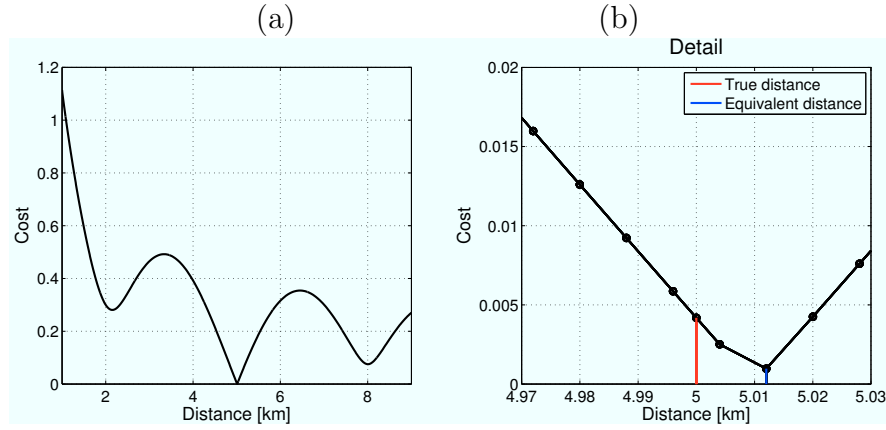 (a)
(b)
Detail
1.2
1
0.8
0.6
0.4
0.2
0
Cost
2
4
6
8
Distance [km]
0.02
0.015
0.01
0.005
0
Cost
True distance
Equivalent distance
4.97
4.98
4.99
5
5.01
5.02
5.03
Distance [km]